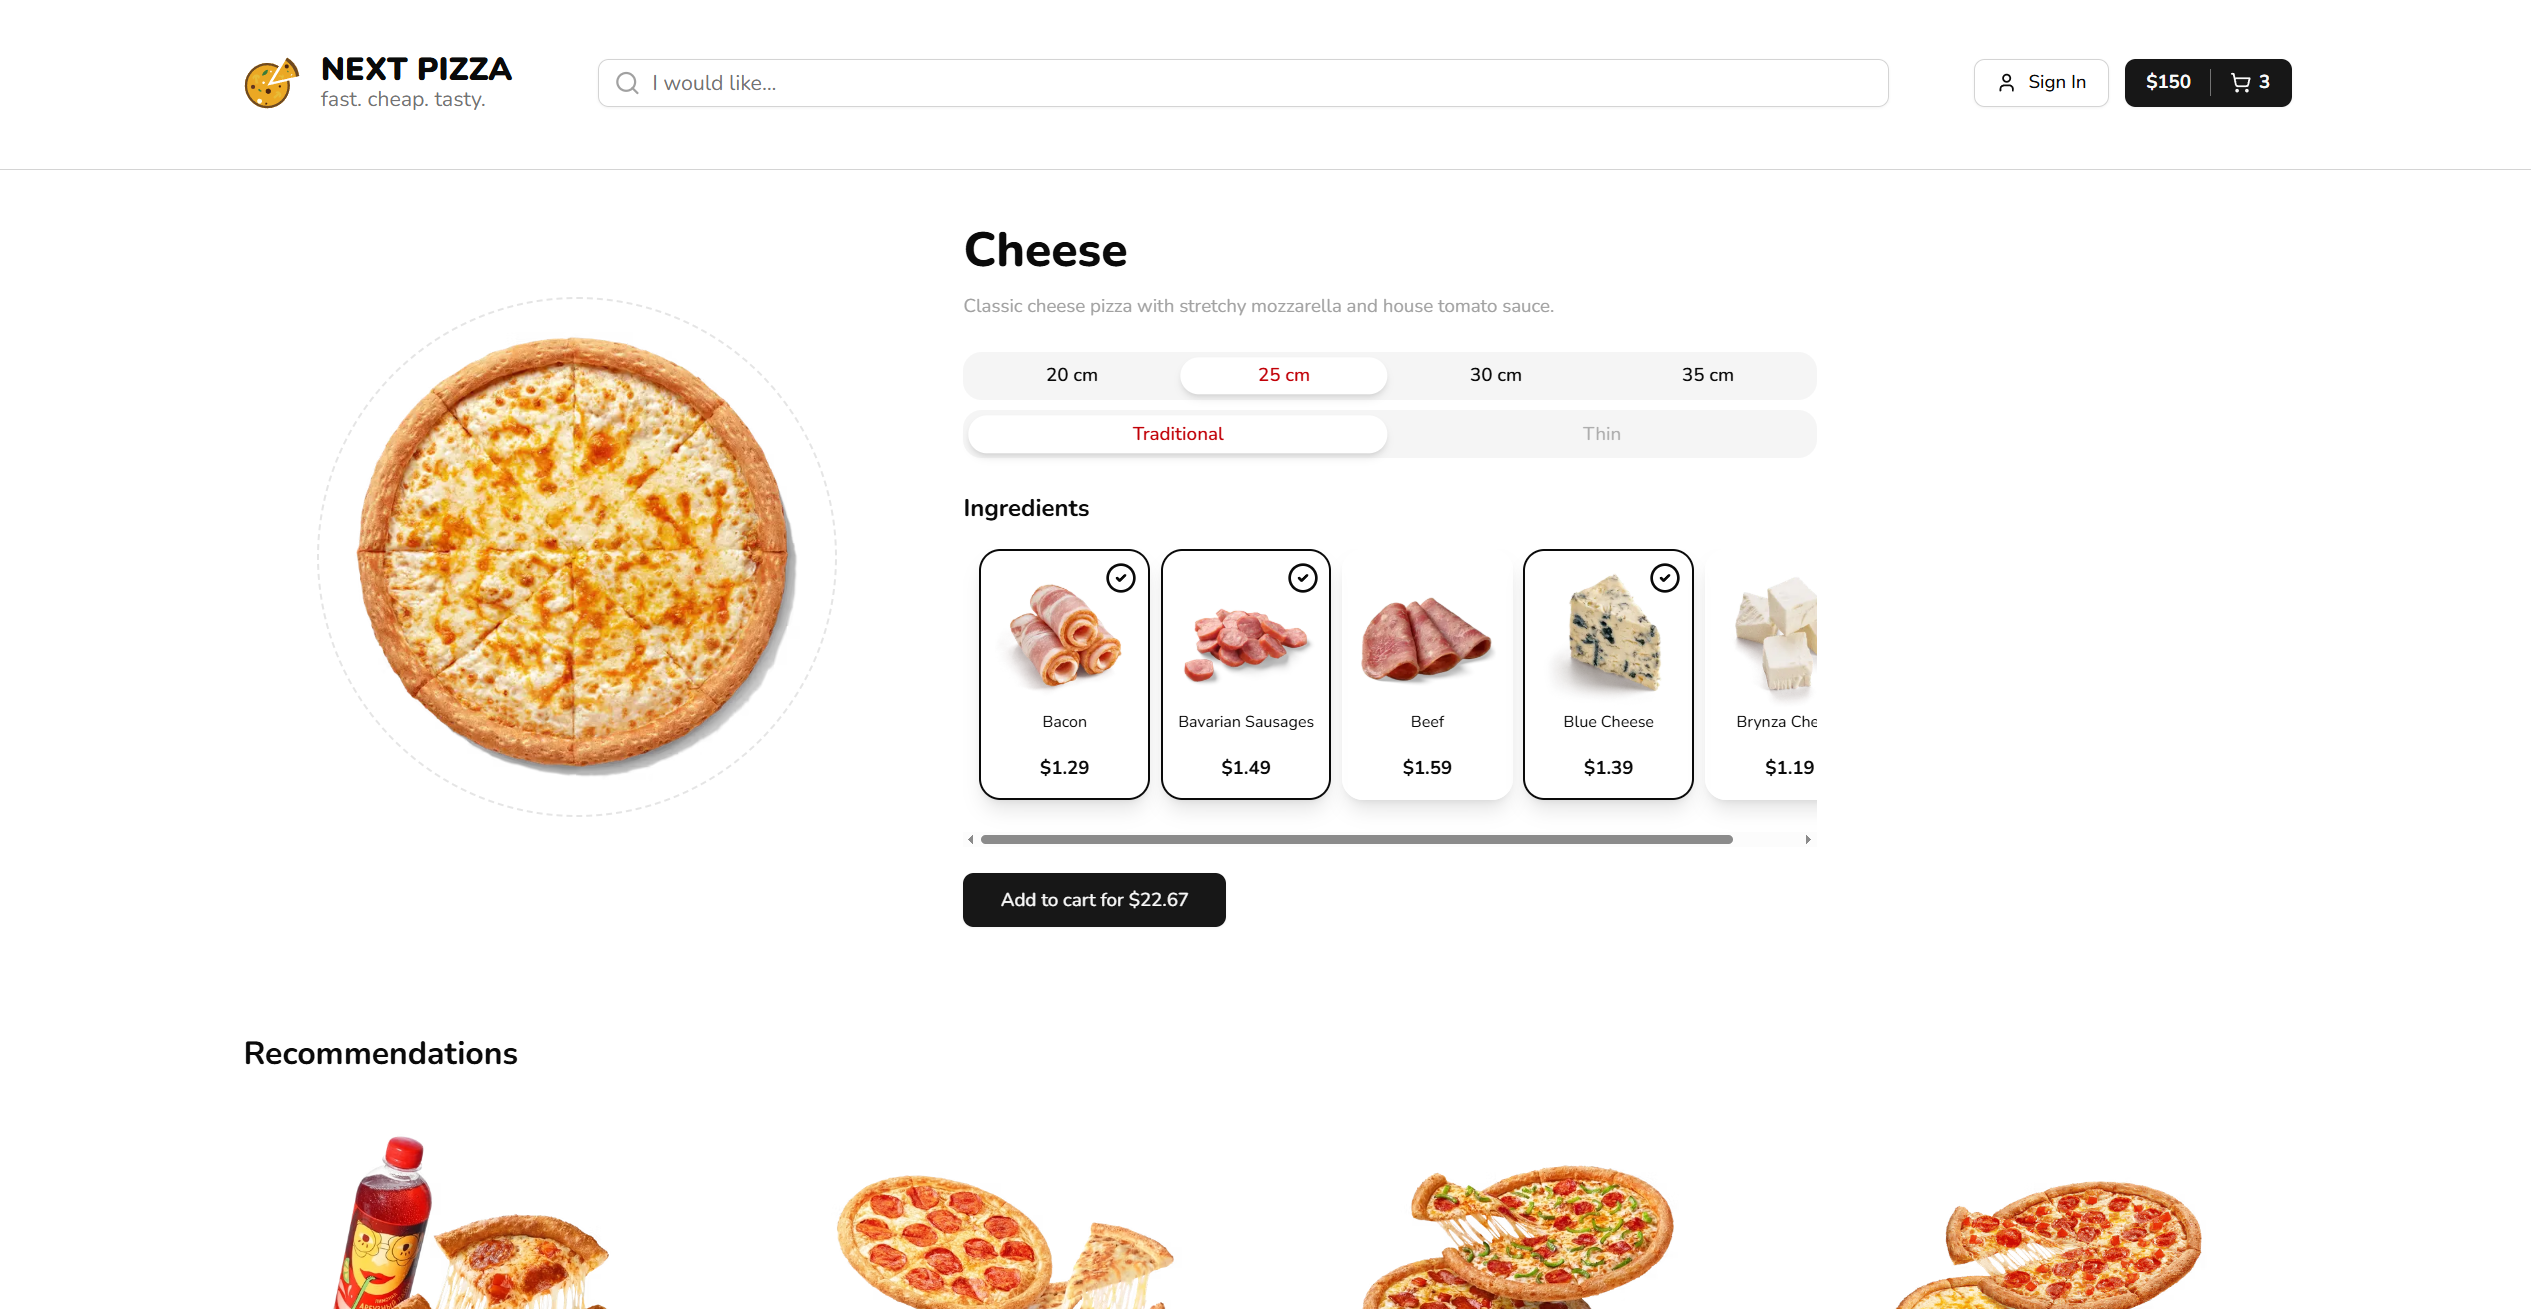 NEXT PIZZA
fast. cheap. tasty.
I would like...
Sign In
$150
3
Cheese
Classic cheese pizza with stretchy mozzarella and house tomato sauce.
20 cm 25 cm 30 cm 35 cm
Traditional Thin
Ingredients
Bacon Bavarian Sausages Beef Blue Cheese Brynza Che
$1.29 $1.49 $1.59 $1.39 $1.19
Add to cart for $22.67
Recommendations